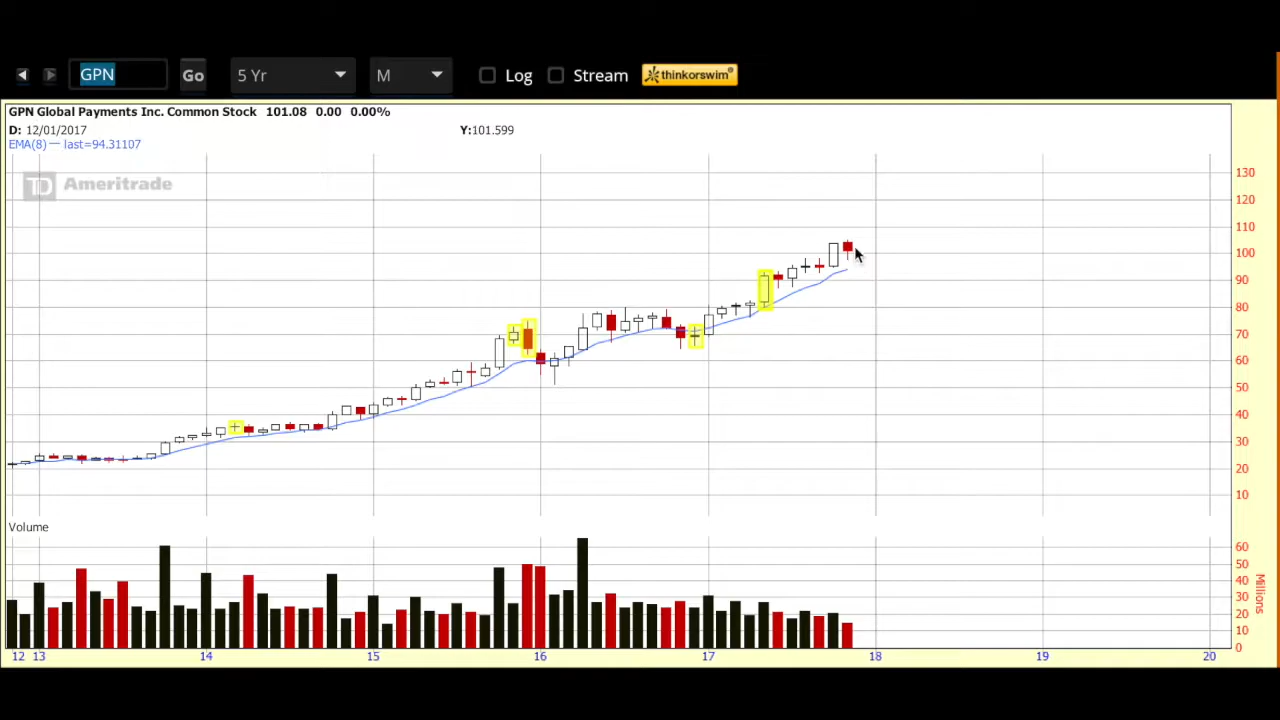 GPN Go 5 Yr M Log Stream thinkorswim®
GPN Global Payments Inc. Common Stock 101.08 0.00 0.00%
D: 12/01/2017 Y:101.599
EMA(8) — last=94.31107
TD Ameritrade
130
120
110
100
90
80
70
60
50
40
30
20
10
Volume
60
50
40
30
20
10
0
Millions
12 13 14 15 16 17 18 19 20